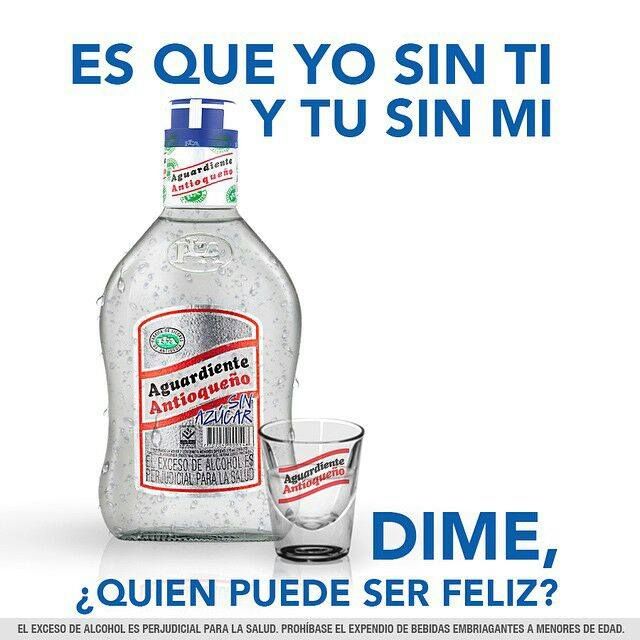 ES QUE YO SIN TI
Y TU SIN MI
Aguardiente
Antioqueño
FLA
Aguardiente
Antioqueño
SIN
AZÚCAR
EL EXCESO DE ALCOHOL ES
PERJUDICIAL PARA LA SALUD
Aguardiente
Antioqueño
DIME,
¿QUIEN PUEDE SER FELIZ?
EL EXCESO DE ALCOHOL ES PERJUDICIAL PARA LA SALUD. PROHÍBASE EL EXPENDIO DE BEBIDAS EMBRIAGANTES A MENORES DE EDAD.